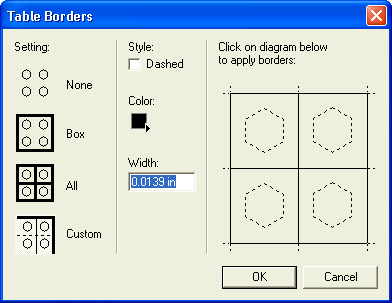 Table Borders
Setting:
None
Box
All
Custom
Style:
Dashed
Color:
Width:
0.0139 in
Click on diagram below
to apply borders:
OK
Cancel